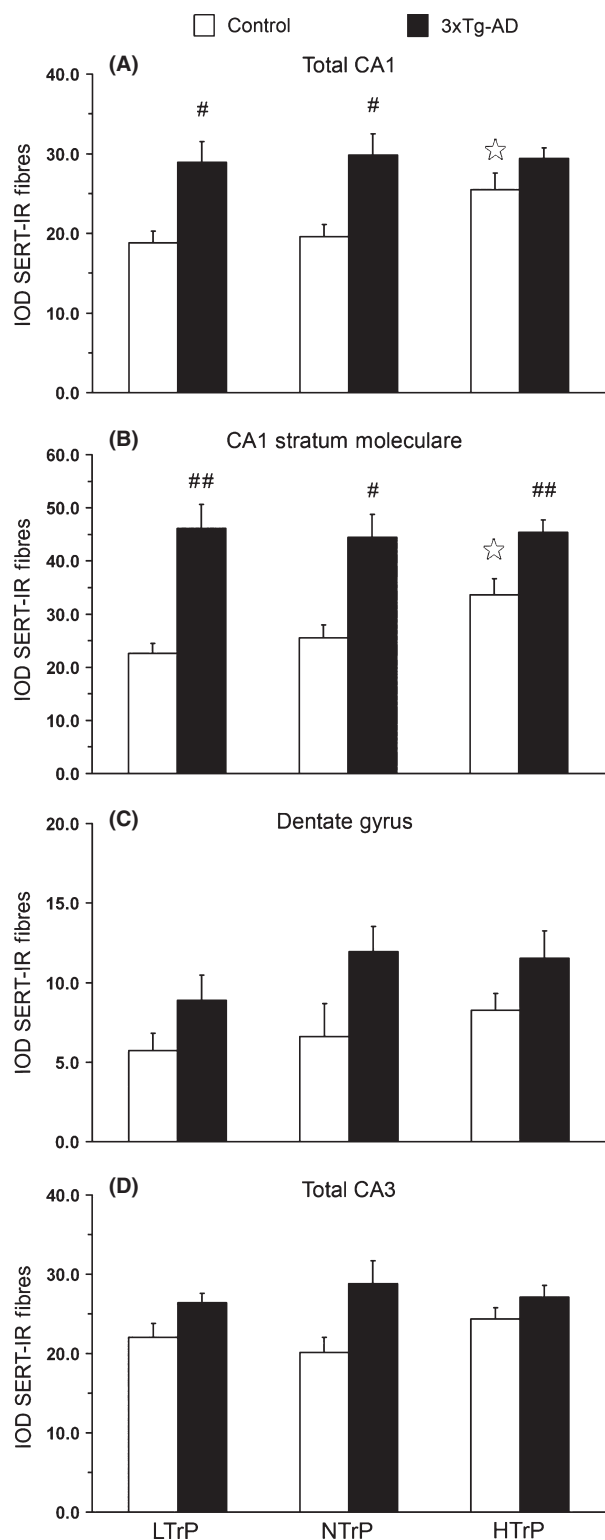 Control 3xTg-AD
(A) Total CA1
40.0
# #
30.0 ☆
20.0
10.0
0.0
IOD SERT-IR fibres
(B) CA1 stratum moleculare
60.0
## # ##
50.0
40.0 ☆
30.0
20.0
10.0
0.0
IOD SERT-IR fibres
(C) Dentate gyrus
20.0
15.0
10.0
5.0
0.0
IOD SERT-IR fibres
(D) Total CA3
40.0
30.0
20.0
10.0
0.0
IOD SERT-IR fibres
LTrP NTrP HTrP